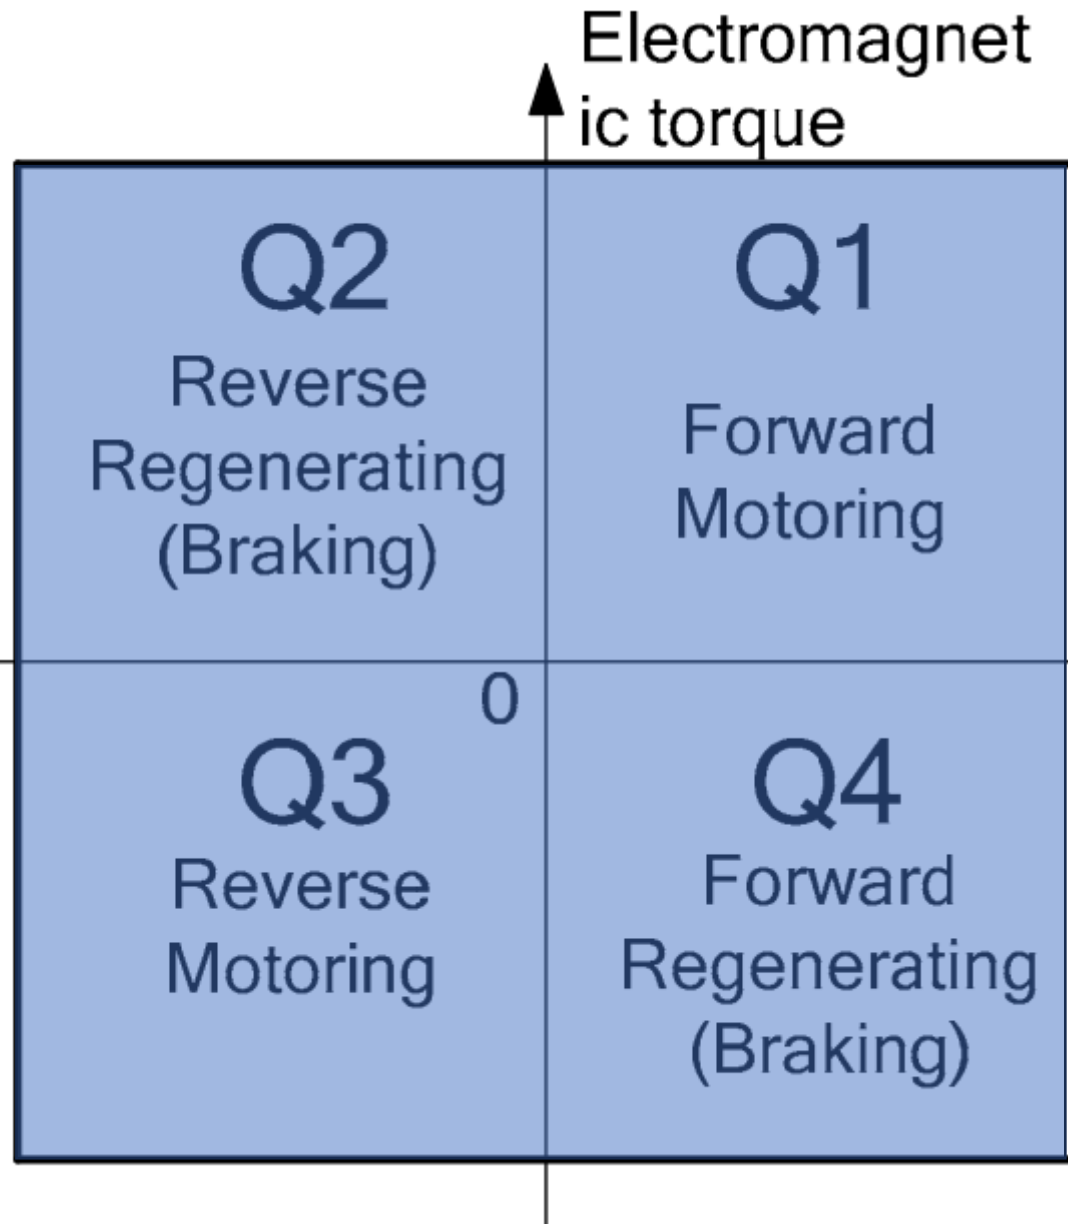 Electromagnet
ic torque
Q2
Reverse
Regenerating
(Braking)
Q1
Forward
Motoring
0
Q3
Reverse
Motoring
Q4
Forward
Regenerating
(Braking)